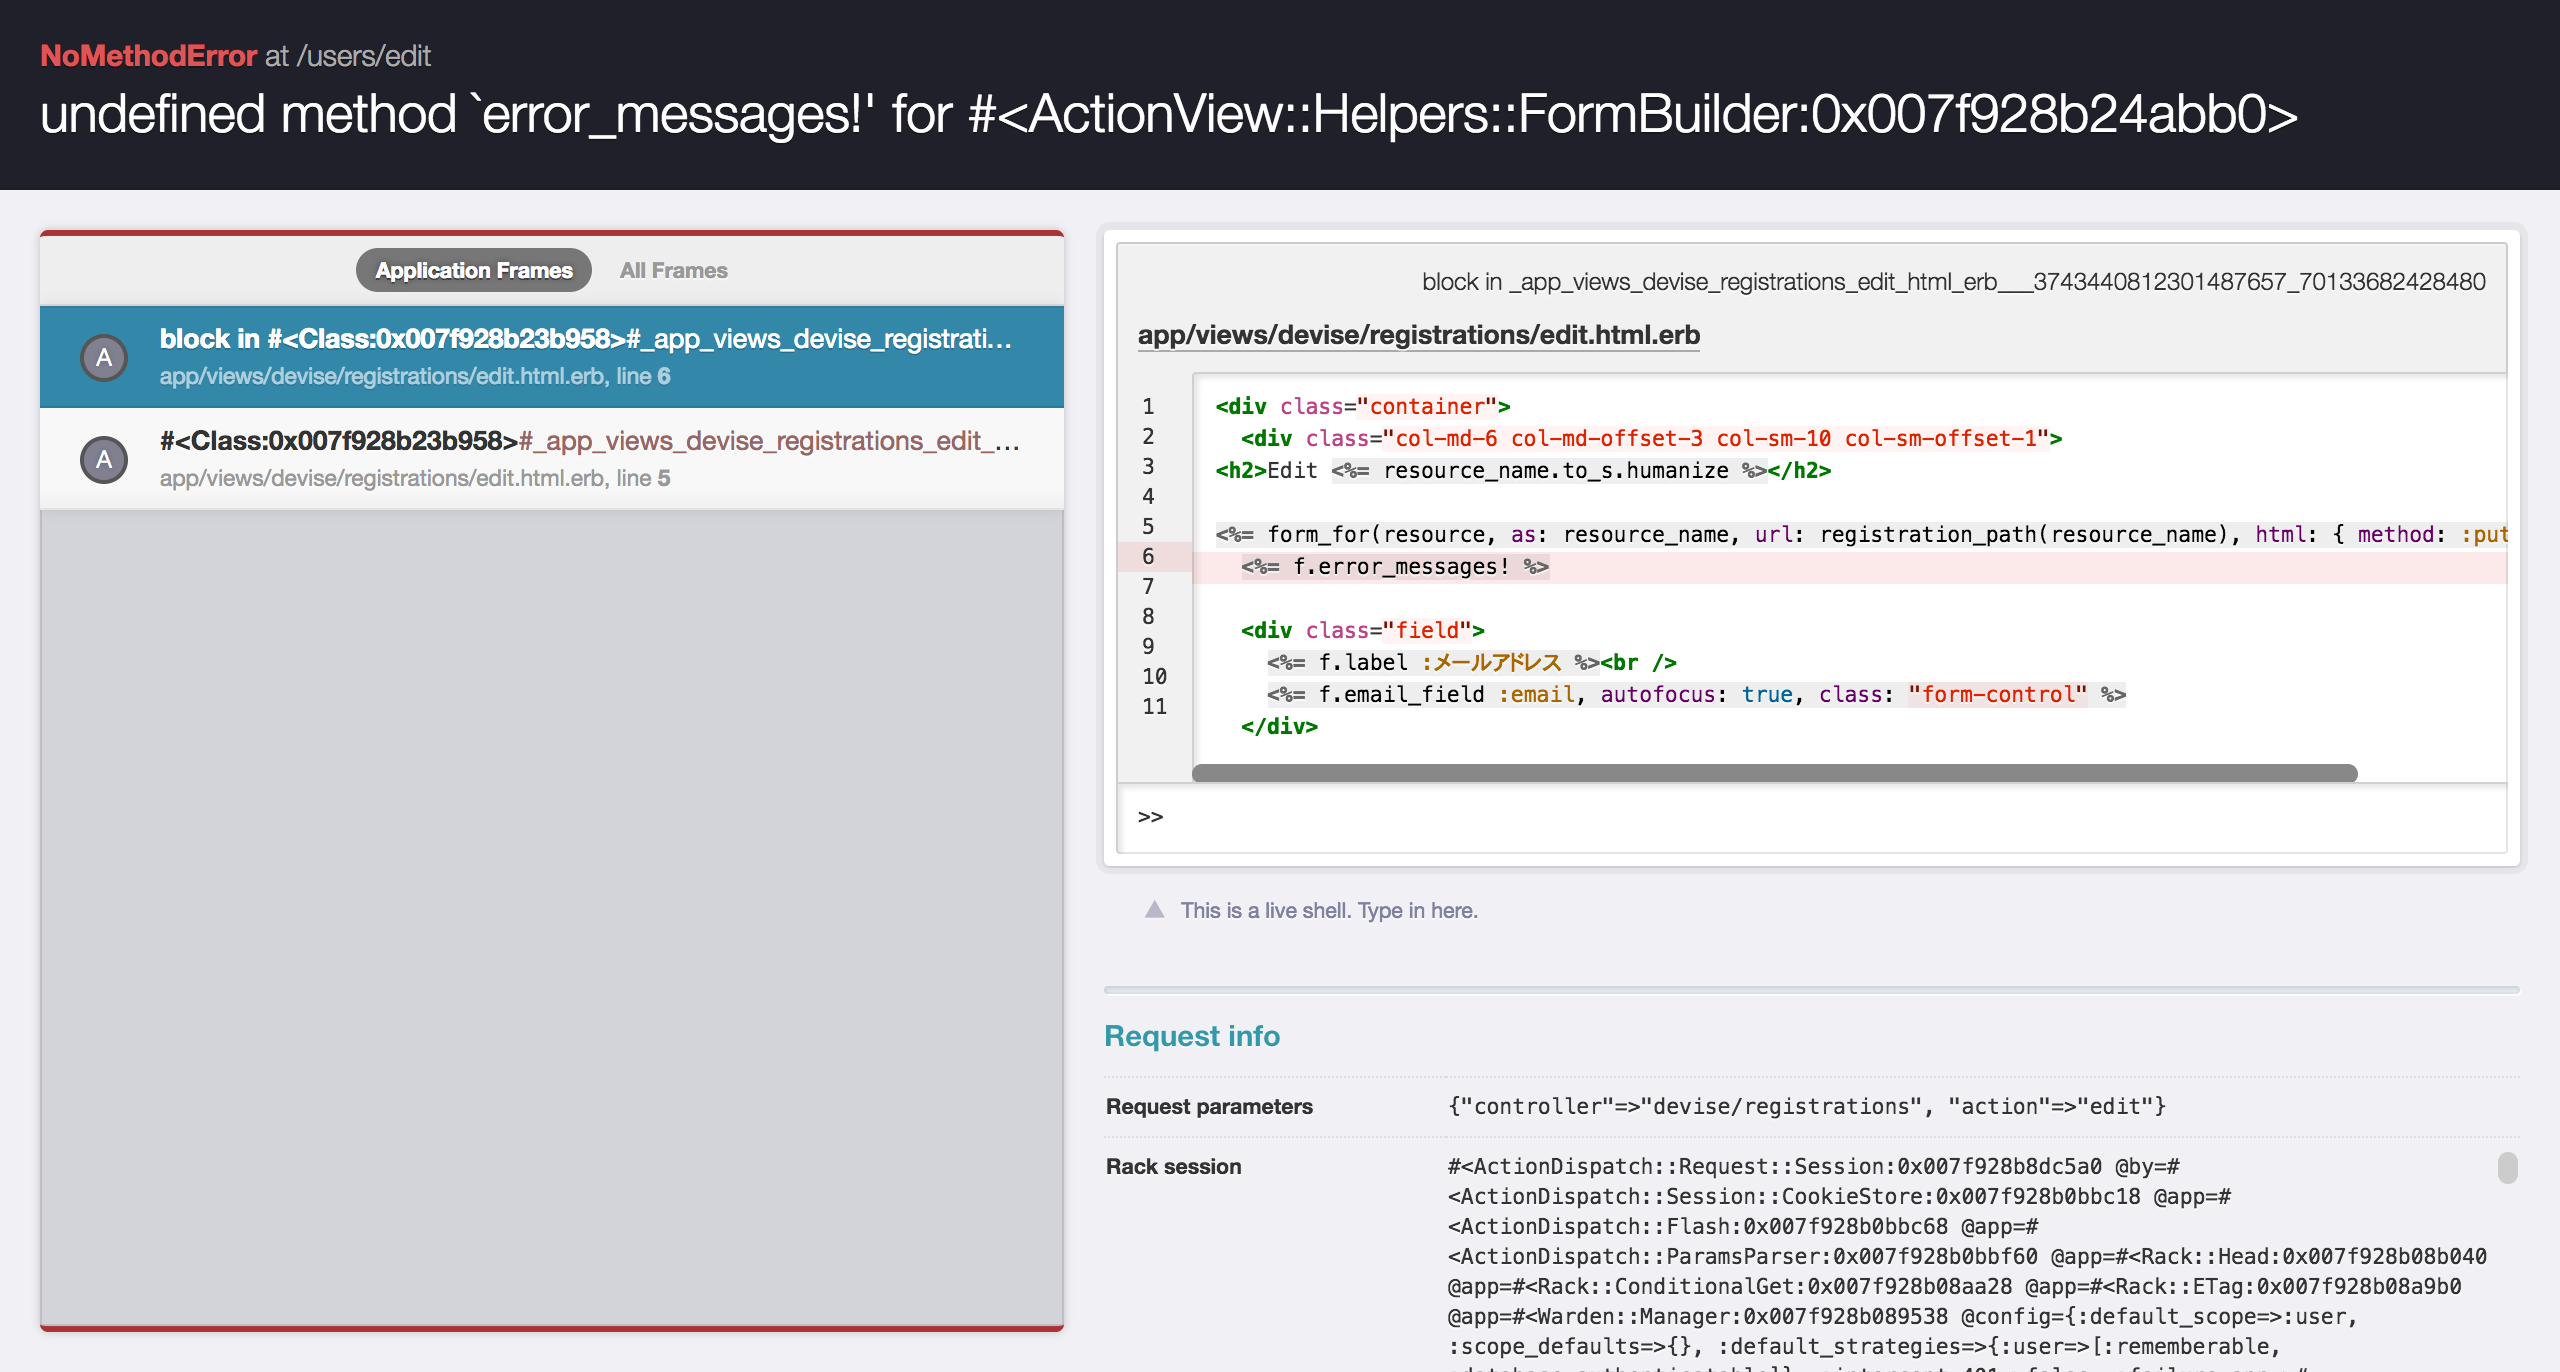 NoMethodError at /users/edit
undefined method `error_messages!' for #<ActionView::Helpers::FormBuilder:0x007f928b24abb0>
Application Frames All Frames
A
block in #<Class:0x007f928b23b958>#_app_views_devise_registrati...
app/views/devise/registrations/edit.html.erb, line 6
A
#<Class:0x007f928b23b958>#_app_views_devise_registrations_edit_...
app/views/devise/registrations/edit.html.erb, line 5
block in _app_views_devise_registrations_edit_html_erb___3743440812301487657_70133682428480
app/views/devise/registrations/edit.html.erb
1 <div class="container">
2 <div class="col-md-6 col-md-offset-3 col-sm-10 col-sm-offset-1">
3 <h2>Edit <%= resource_name.to_s.humanize %></h2>
4
5 <%= form_for(resource, as: resource_name, url: registration_path(resource_name), html: { method: :put
6 <%= f.error_messages! %>
7
8 <div class="field">
9 <%= f.label :メールアドレス %><br />
10 <%= f.email_field :email, autofocus: true, class: "form-control" %>
11 </div>
>>
This is a live shell. Type in here.
Request info
Request parameters {"controller"=>"devise/registrations", "action"=>"edit"}
Rack session #<ActionDispatch::Request::Session:0x007f928b8dc5a0 @by=#
<ActionDispatch::Session::CookieStore:0x007f928b0bbc18 @app=#
<ActionDispatch::Flash:0x007f928b0bbc68 @app=#
<ActionDispatch::ParamsParser:0x007f928b0bbf60 @app=#<Rack::Head:0x007f928b08b040
@app=#<Rack::ConditionalGet:0x007f928b08aa28 @app=#<Rack::ETag:0x007f928b08a9b0
@app=#<Warden::Manager:0x007f928b089538 @config={:default_scope=>:user,
:scope_defaults=>{}, :default_strategies=>{:user=>[:rememberable,